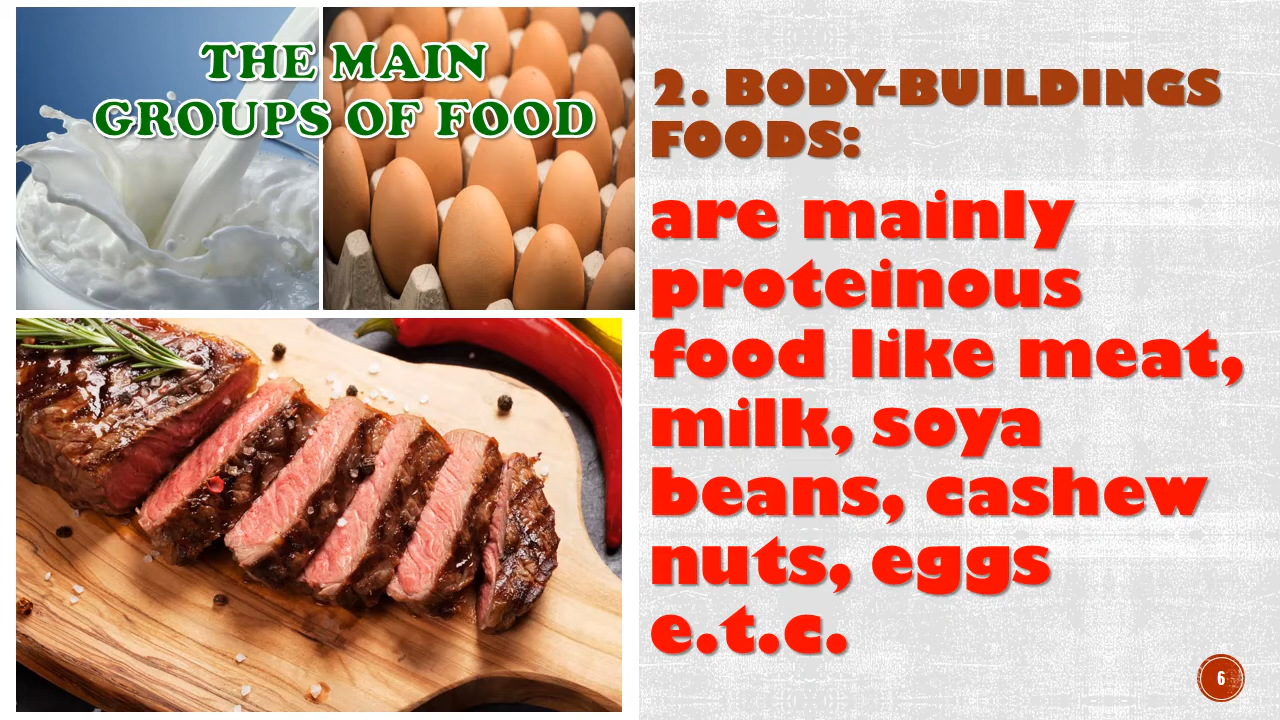 THE MAIN
GROUPS OF FOOD
2. BODY-BUILDINGS
FOODS:
are mainly
proteinous
food like meat,
milk, soya
beans, cashew
nuts, eggs
e.t.c.
6